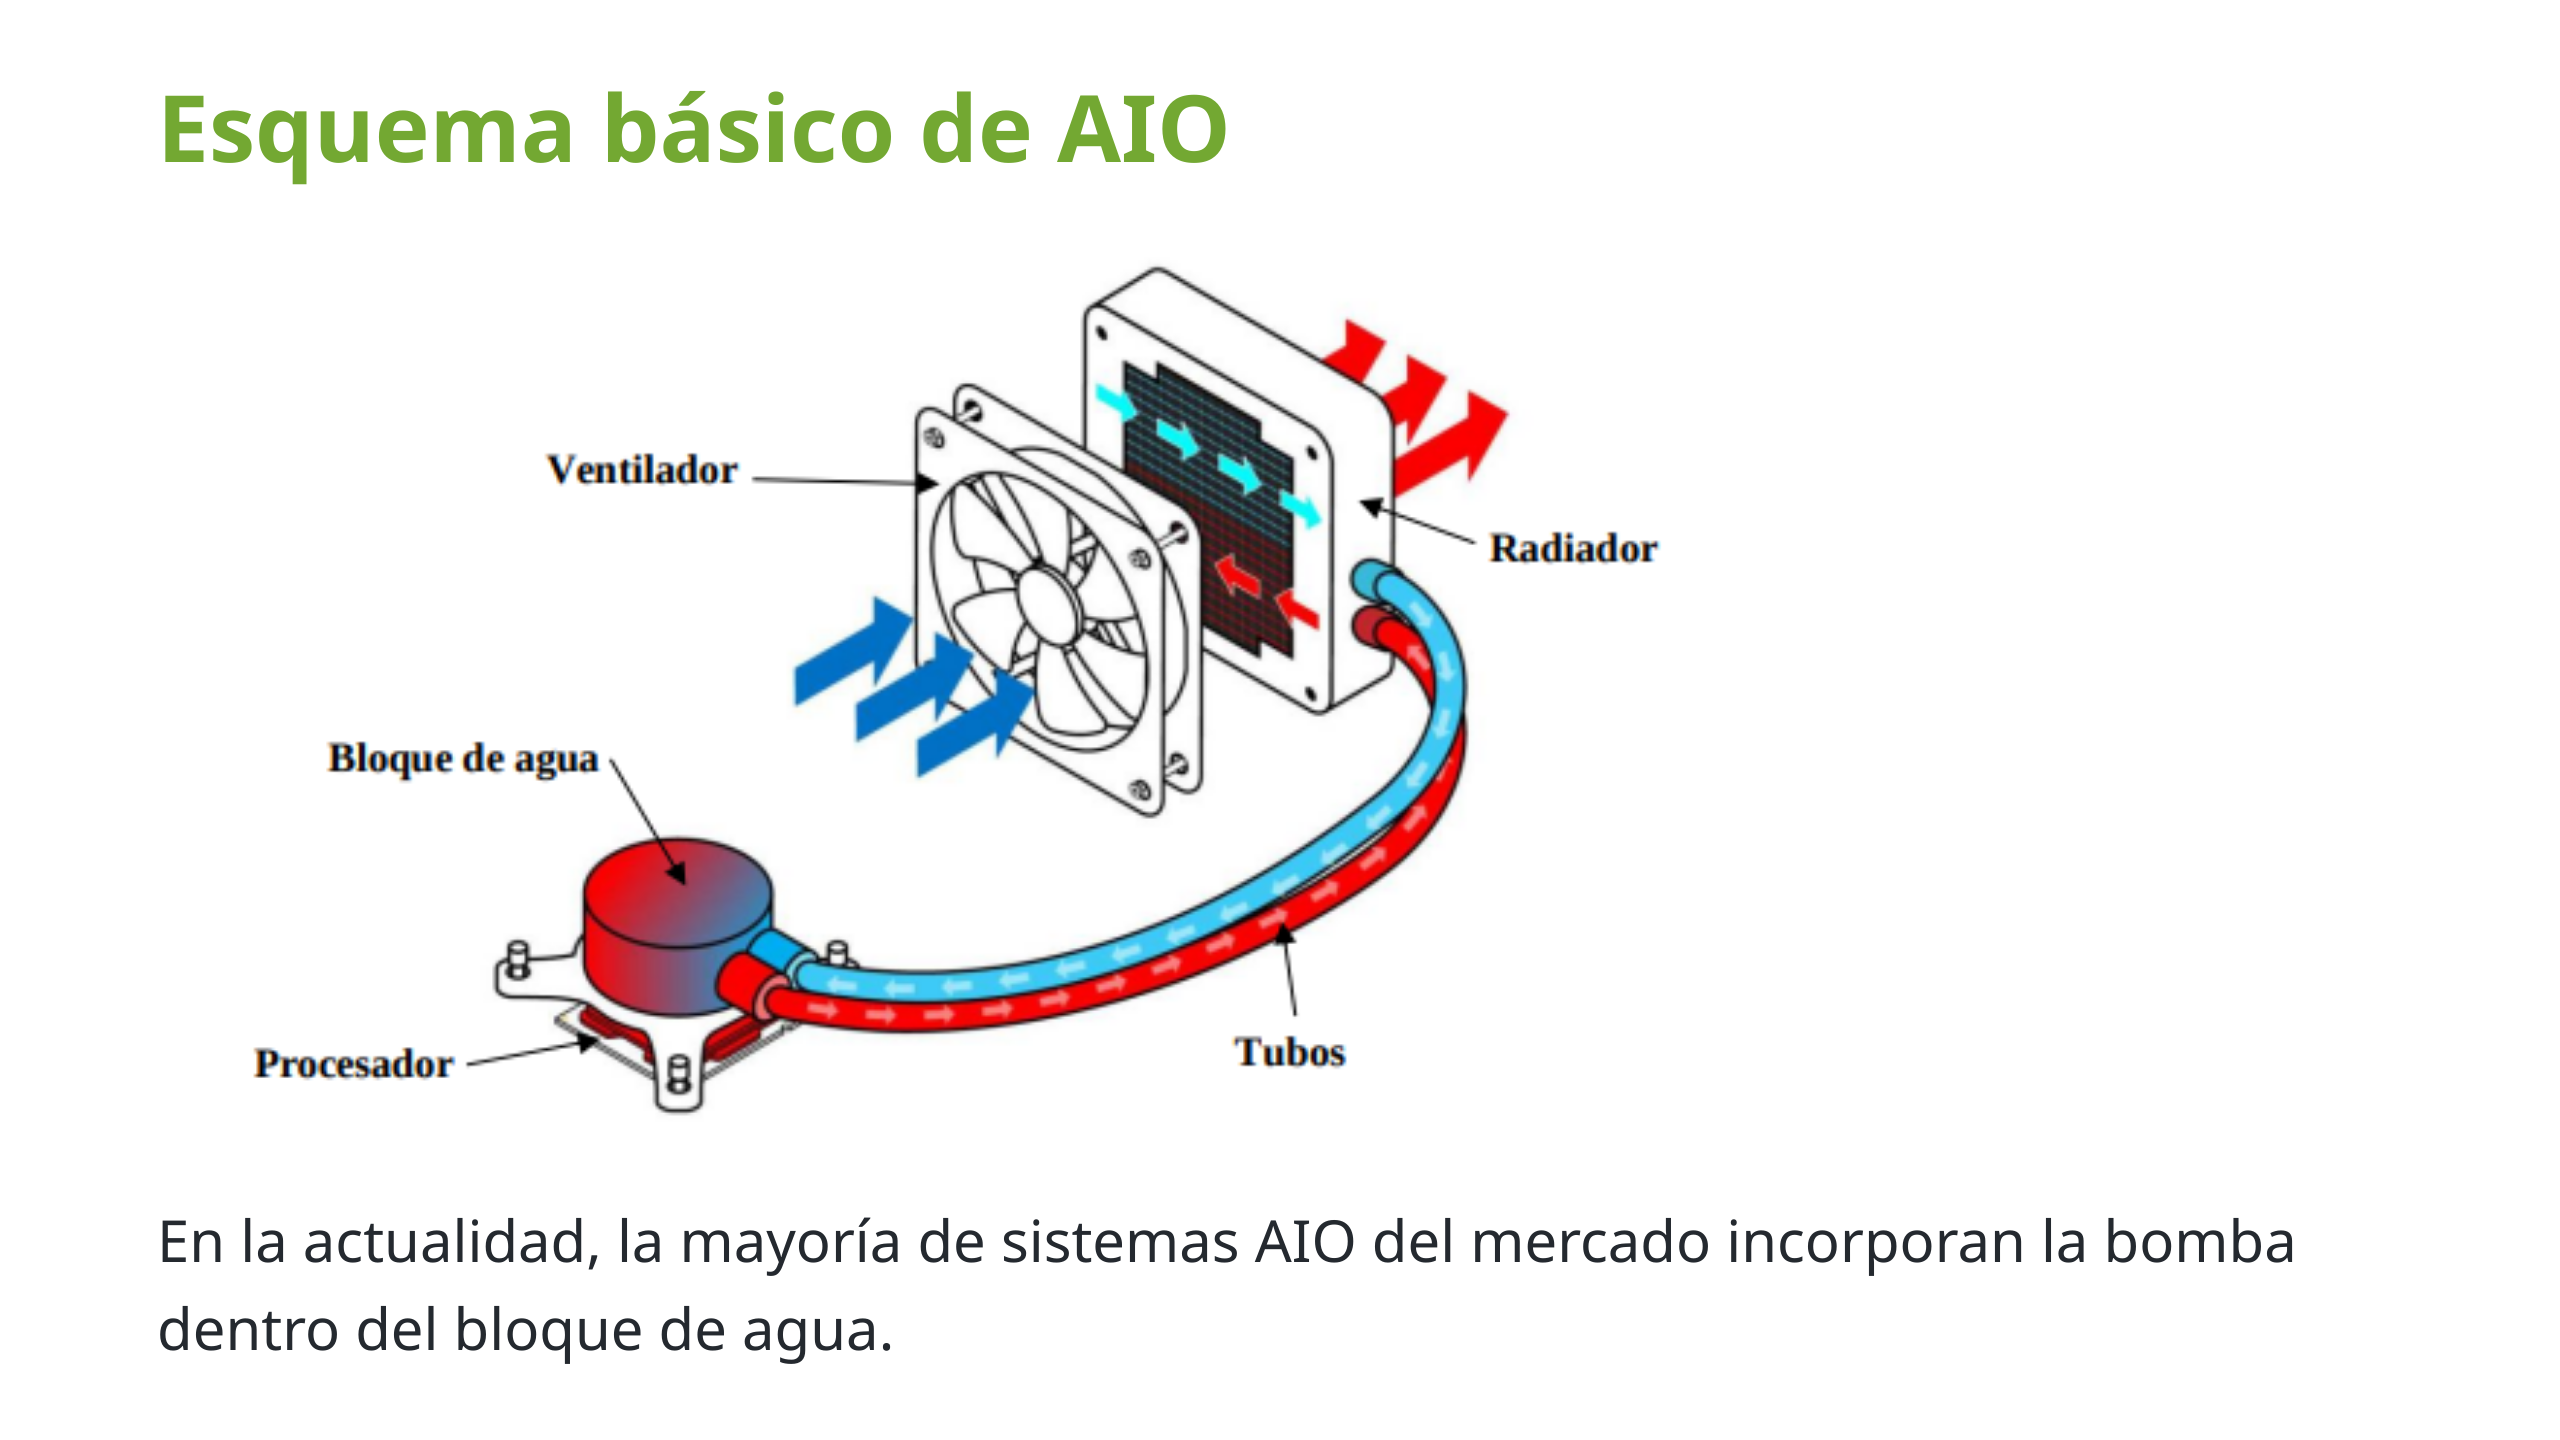 Esquema básico de AIO
Ventilador
Radiador
Bloque de agua
Procesador
Tubos
En la actualidad, la mayoría de sistemas AIO del mercado incorporan la bomba
dentro del bloque de agua.